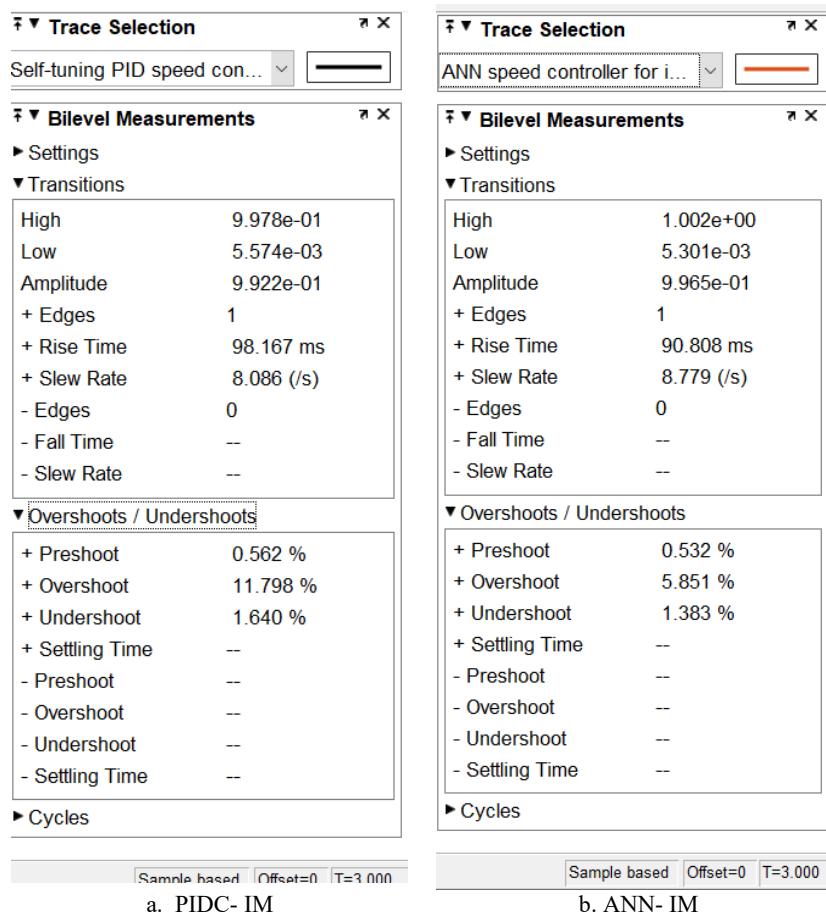 Trace Selection
Self-tuning PID speed con...
Bilevel Measurements
Settings
Transitions
High 9.978e-01
Low 5.574e-03
Amplitude 9.922e-01
+ Edges 1
+ Rise Time 98.167 ms
+ Slew Rate 8.086 (/s)
- Edges 0
- Fall Time --
- Slew Rate --
Overshoots / Undershoots
+ Preshoot 0.562 %
+ Overshoot 11.798 %
+ Undershoot 1.640 %
+ Settling Time --
- Preshoot --
- Overshoot --
- Undershoot --
- Settling Time --
Cycles
Sample based Offset=0 T=3.000
a. PIDC- IM
Trace Selection
ANN speed controller for i...
Bilevel Measurements
Settings
Transitions
High 1.002e+00
Low 5.301e-03
Amplitude 9.965e-01
+ Edges 1
+ Rise Time 90.808 ms
+ Slew Rate 8.779 (/s)
- Edges 0
- Fall Time --
- Slew Rate --
Overshoots / Undershoots
+ Preshoot 0.532 %
+ Overshoot 5.851 %
+ Undershoot 1.383 %
+ Settling Time --
- Preshoot --
- Overshoot --
- Undershoot --
- Settling Time --
Cycles
Sample based Offset=0 T=3.000
b. ANN- IM